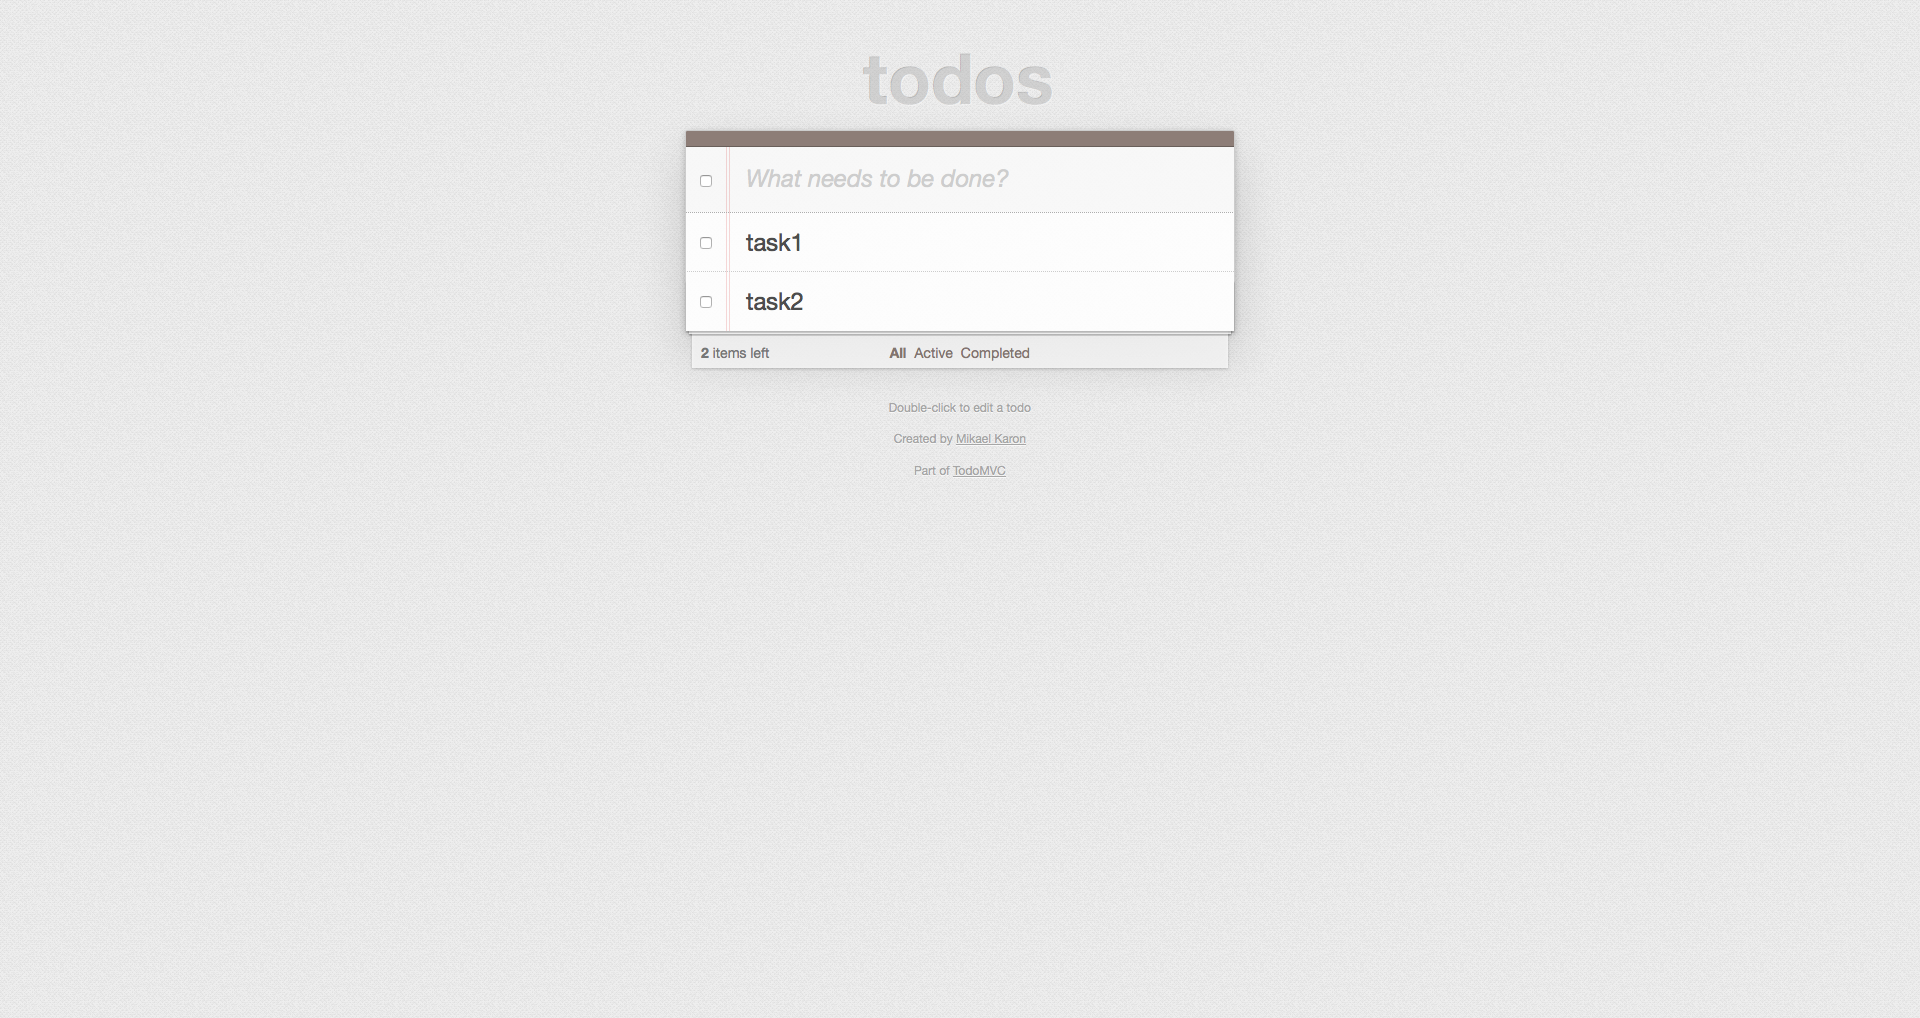 todos
What needs to be done?
task1
task2
2 items left All Active Completed
Double-click to edit a todo
Created by Mikael Karon
Part of TodoMVC